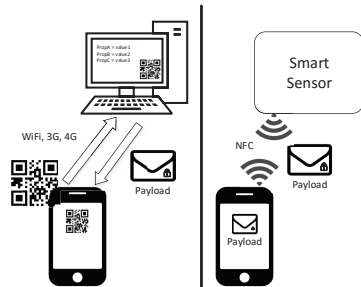 PropA = value1
PropB = value2
PropC = value3
WiFi, 3G, 4G
Payload
Smart
Sensor
NFC
Payload
Payload